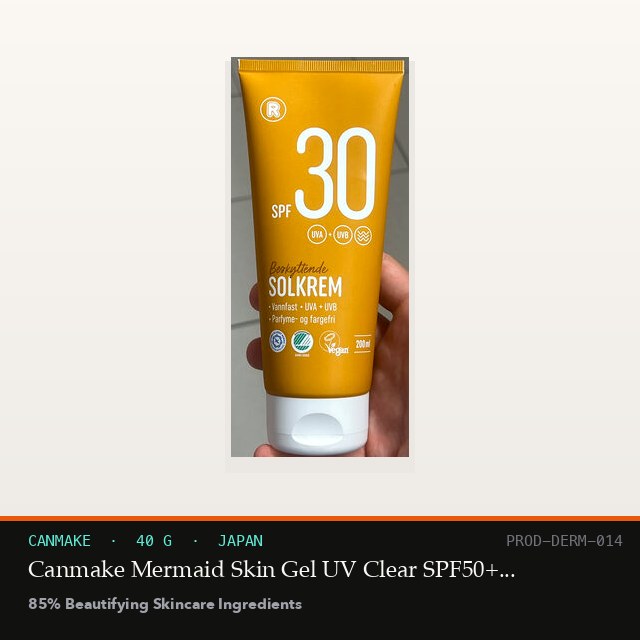 R
30
SPF
UVA • UVB
Beskyttende
SOLKREM
• Vannfast • UVA + UVB
• Parfyme- og fargefri
vegan
200 ml
CANMAKE · 40 G · JAPAN
PROD-DERM-014
Canmake Mermaid Skin Gel UV Clear SPF50+...
85% Beautifying Skincare Ingredients